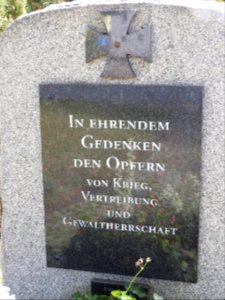 In ehrendem
Gedenken
den Opfern
von Krieg,
Vertreibung
und
Gewaltherrschaft